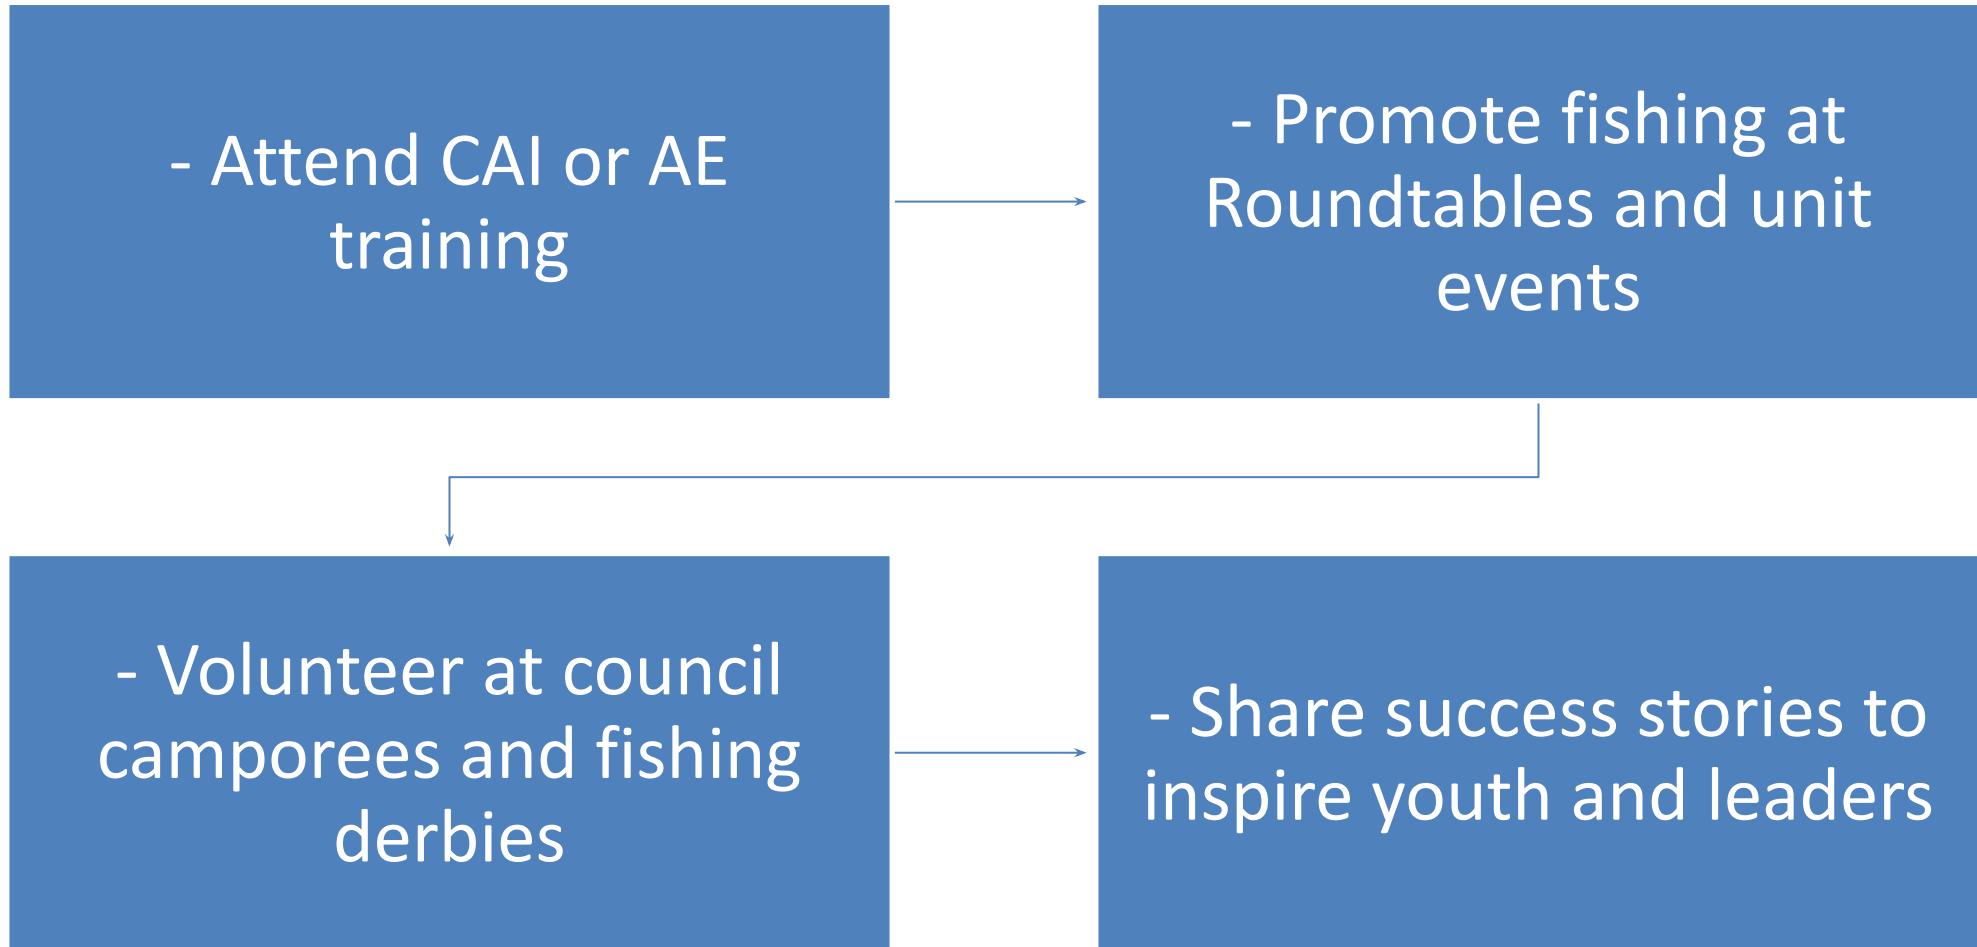 - Attend CAI or AE
training
- Promote fishing at
Roundtables and unit
events
- Volunteer at council
camporees and fishing
derbies
- Share success stories to
inspire youth and leaders